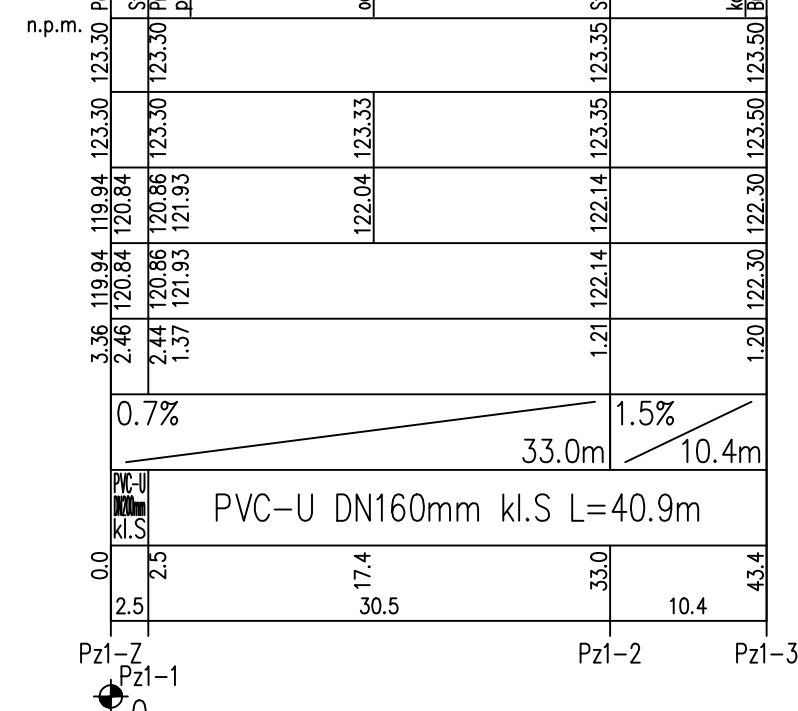 n.p.m.
123.30 123.30 123.35 123.50
123.30 123.30 123.33 123.35 123.50
119.94 120.84 120.86 121.93 122.04 122.14 122.30
119.94 120.84 120.86 121.93 122.14 122.30
3.36 2.46 2.44 1.37 1.21 1.20
0.7% 1.5%
33.0m 10.4m
PVC-U
DN200mm
kl.S
PVC-U DN160mm kl.S L=40.9m
0.0 2.5 17.4 33.0 43.4
2.5 30.5 10.4
Pz1-Z Pz1-2 Pz1-3
Pz1-1